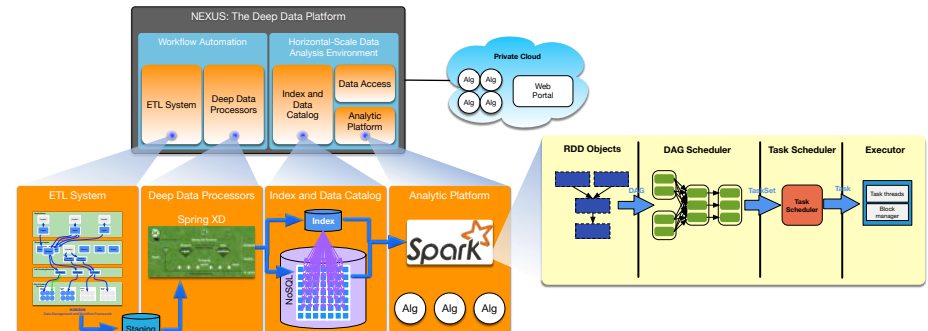 NEXUS: The Deep Data Platform
Workflow Automation
Horizontal-Scale Data
Analysis Environment
ETL System
Deep Data
Processors
Index and
Data
Catalog
Data Access
Analytic
Platform
Private Cloud
Alg
Alg
Alg
Alg
Web
Portal
ETL System
Deep Data Processors
Spring XD
Index and Data Catalog
Analytic Platform
Index
NoSQL
Spark
Alg
Alg
Alg
Staging
RDD Objects
DAG Scheduler
Task Scheduler
Executor
DAG
TaskSet
Task
Task
Scheduler
Task threads
Block
manager